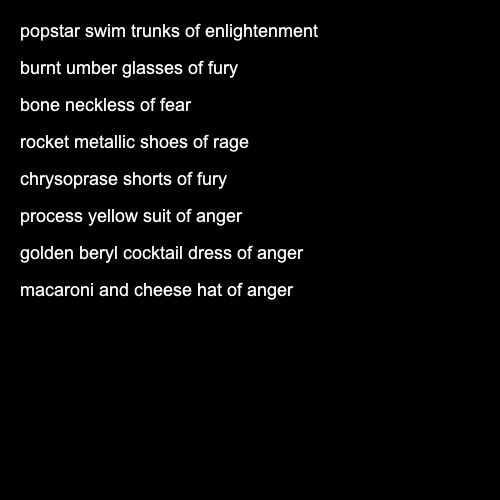 popstar swim trunks of enlightenment
burnt umber glasses of fury
bone neckless of fear
rocket metallic shoes of rage
chrysoprase shorts of fury
process yellow suit of anger
golden beryl cocktail dress of anger
macaroni and cheese hat of anger